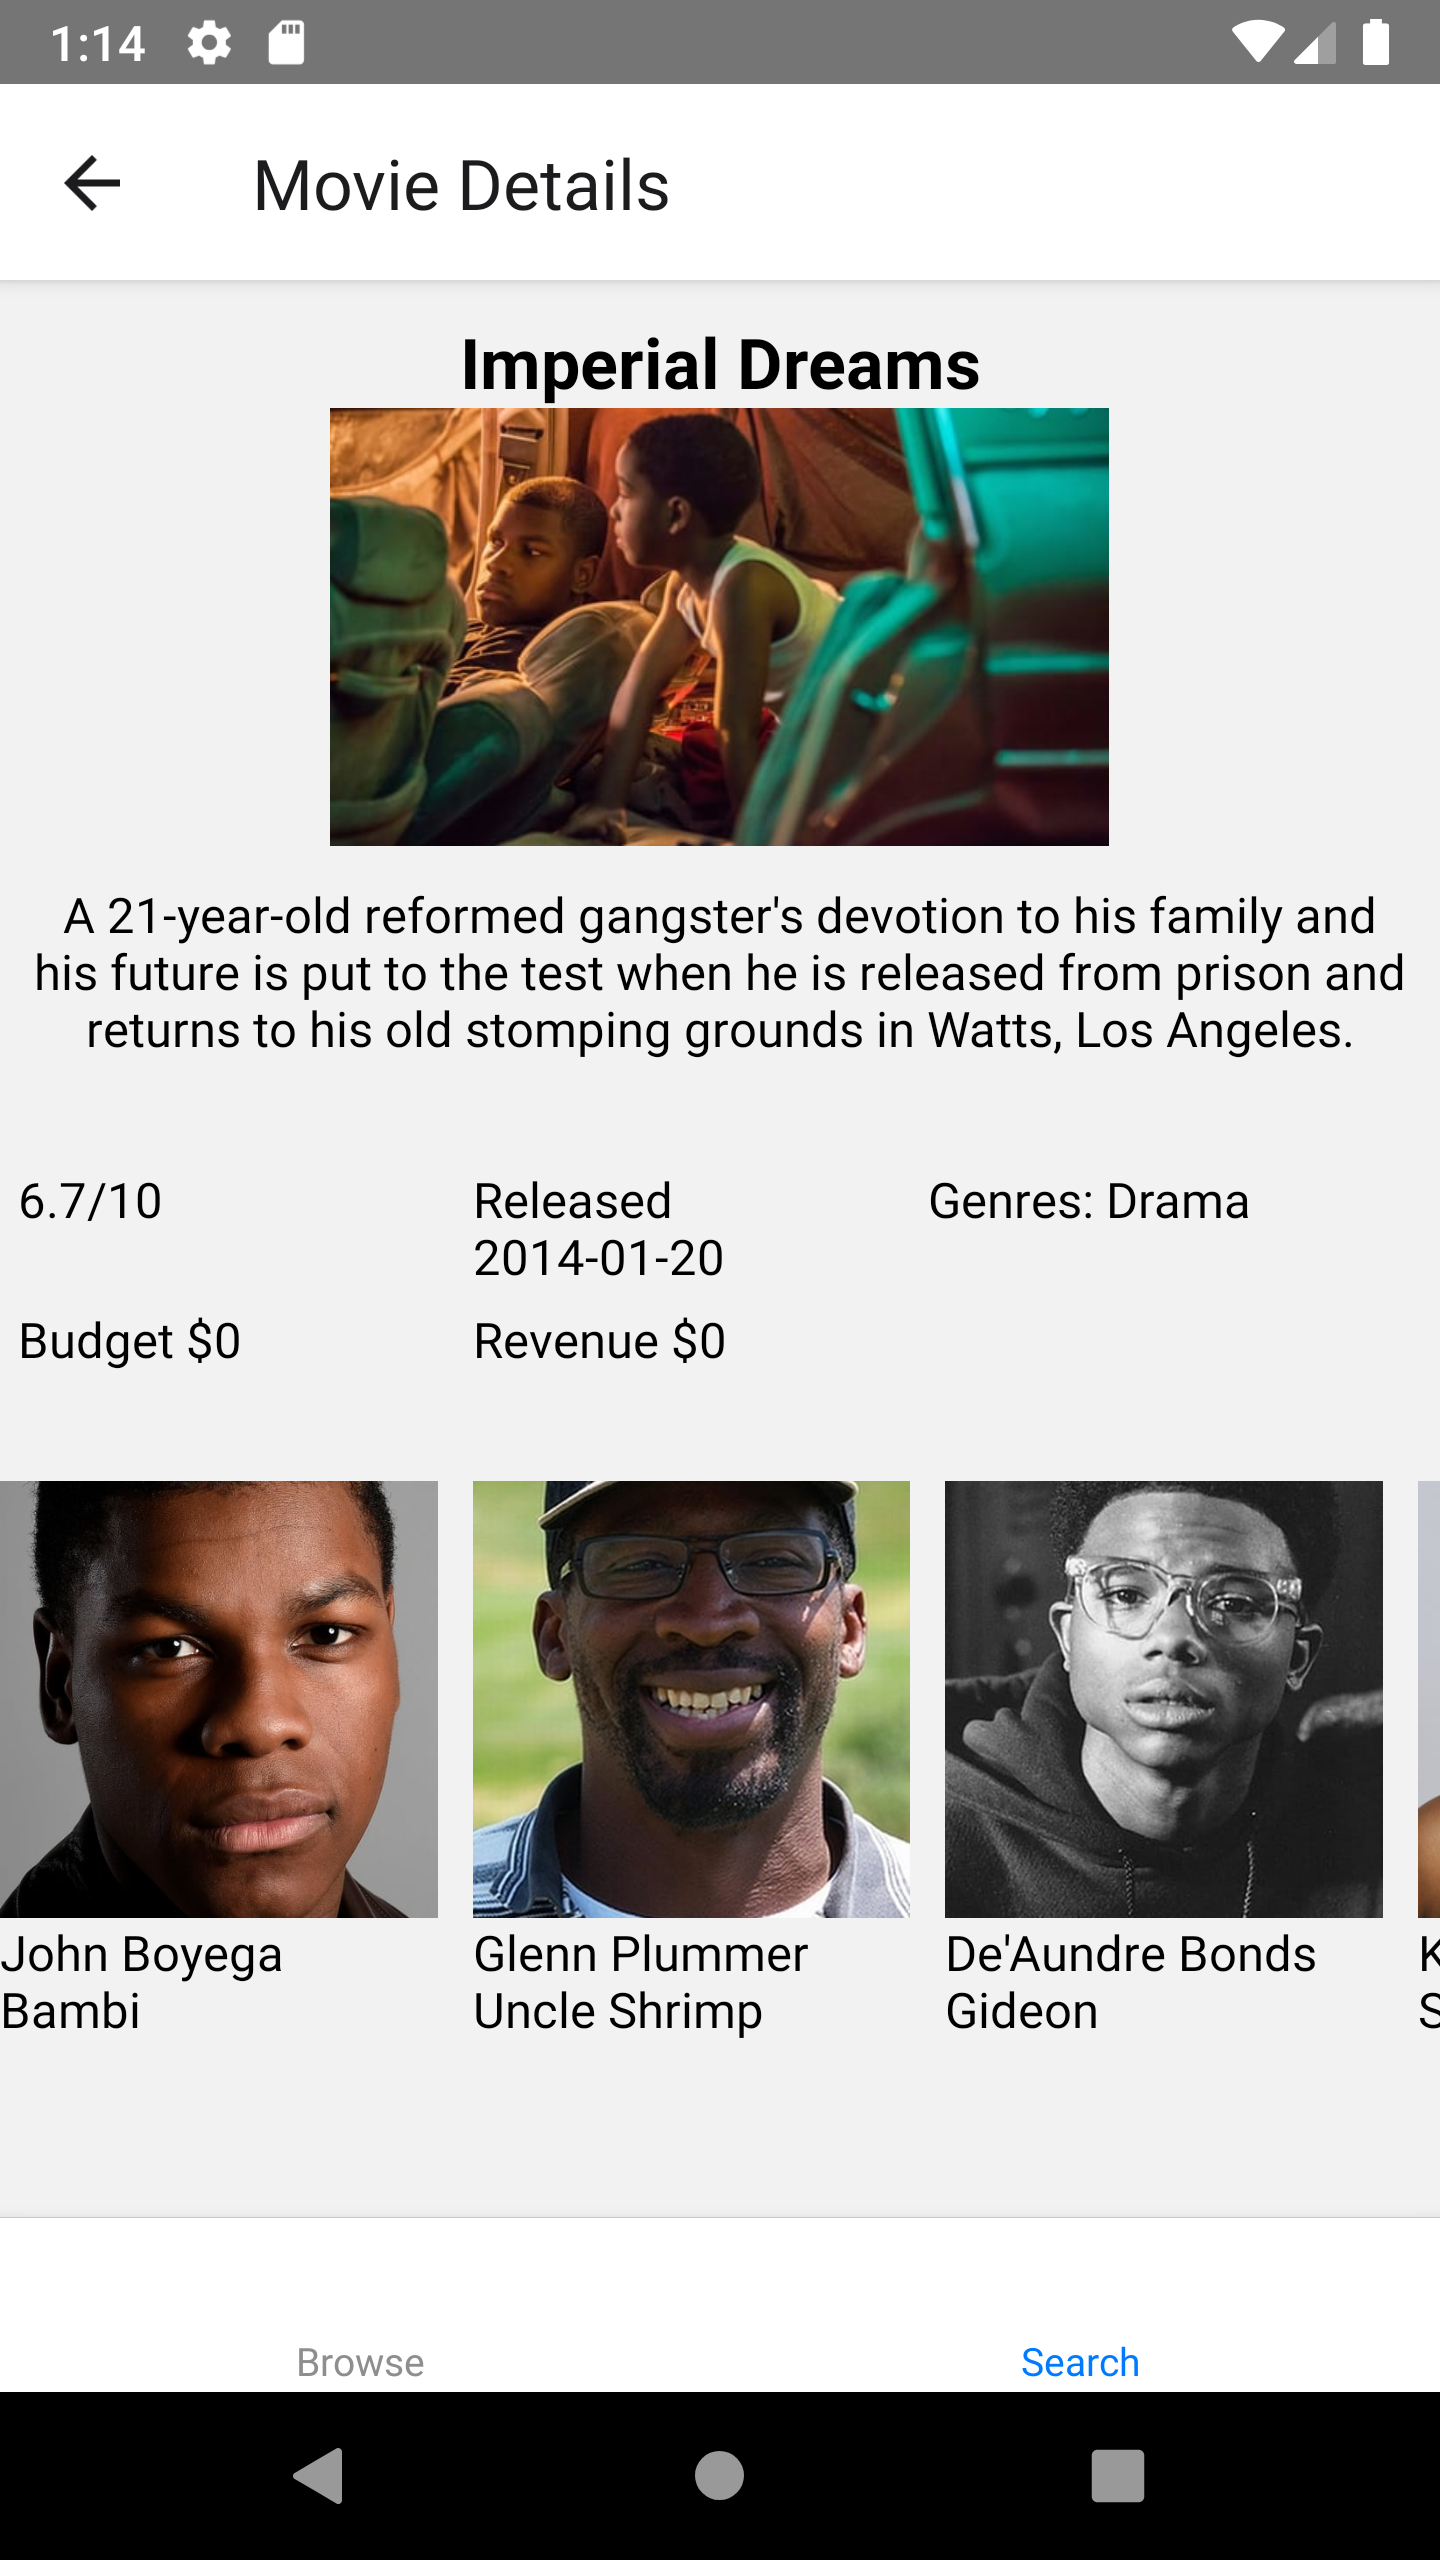 1:14
Movie Details
Imperial Dreams
A 21-year-old reformed gangster's devotion to his family and
his future is put to the test when he is released from prison and
returns to his old stomping grounds in Watts, Los Angeles.
6.7/10
Released
2014-01-20
Genres: Drama
Budget $0
Revenue $0
John Boyega
Bambi
Glenn Plummer
Uncle Shrimp
De'Aundre Bonds
Gideon
Browse
Search